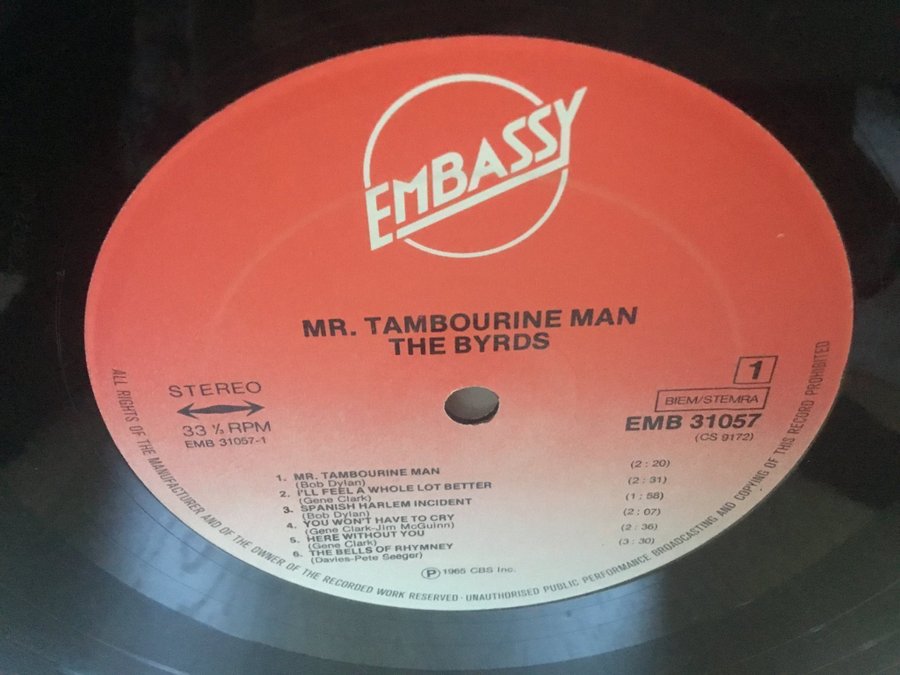 EMBASSY
MR. TAMBOURINE MAN
THE BYRDS
STEREO
33 ⅓ RPM
EMB 31057-1
1
BIEM/STEMRA
EMB 31057
(CS 9172)
1. MR. TAMBOURINE MAN (2:20)
(Bob Dylan)
2. I'LL FEEL A WHOLE LOT BETTER (2:31)
(Gene Clark)
3. SPANISH HARLEM INCIDENT (1:58)
(Bob Dylan)
4. YOU WON'T HAVE TO CRY (2:07)
(Gene Clark-Jim McGuinn)
5. HERE WITHOUT YOU (2:36)
(Gene Clark)
6. THE BELLS OF RHYMNEY (3:30)
(Davies-Pete Seeger)
Ⓟ 1965 CBS Inc.
ALL RIGHTS OF THE MANUFACTURER AND OF THE OWNER OF THE RECORDED WORK RESERVED · UNAUTHORISED PUBLIC PERFORMANCE BROADCASTING AND COPYING OF THIS RECORD PROHIBITED